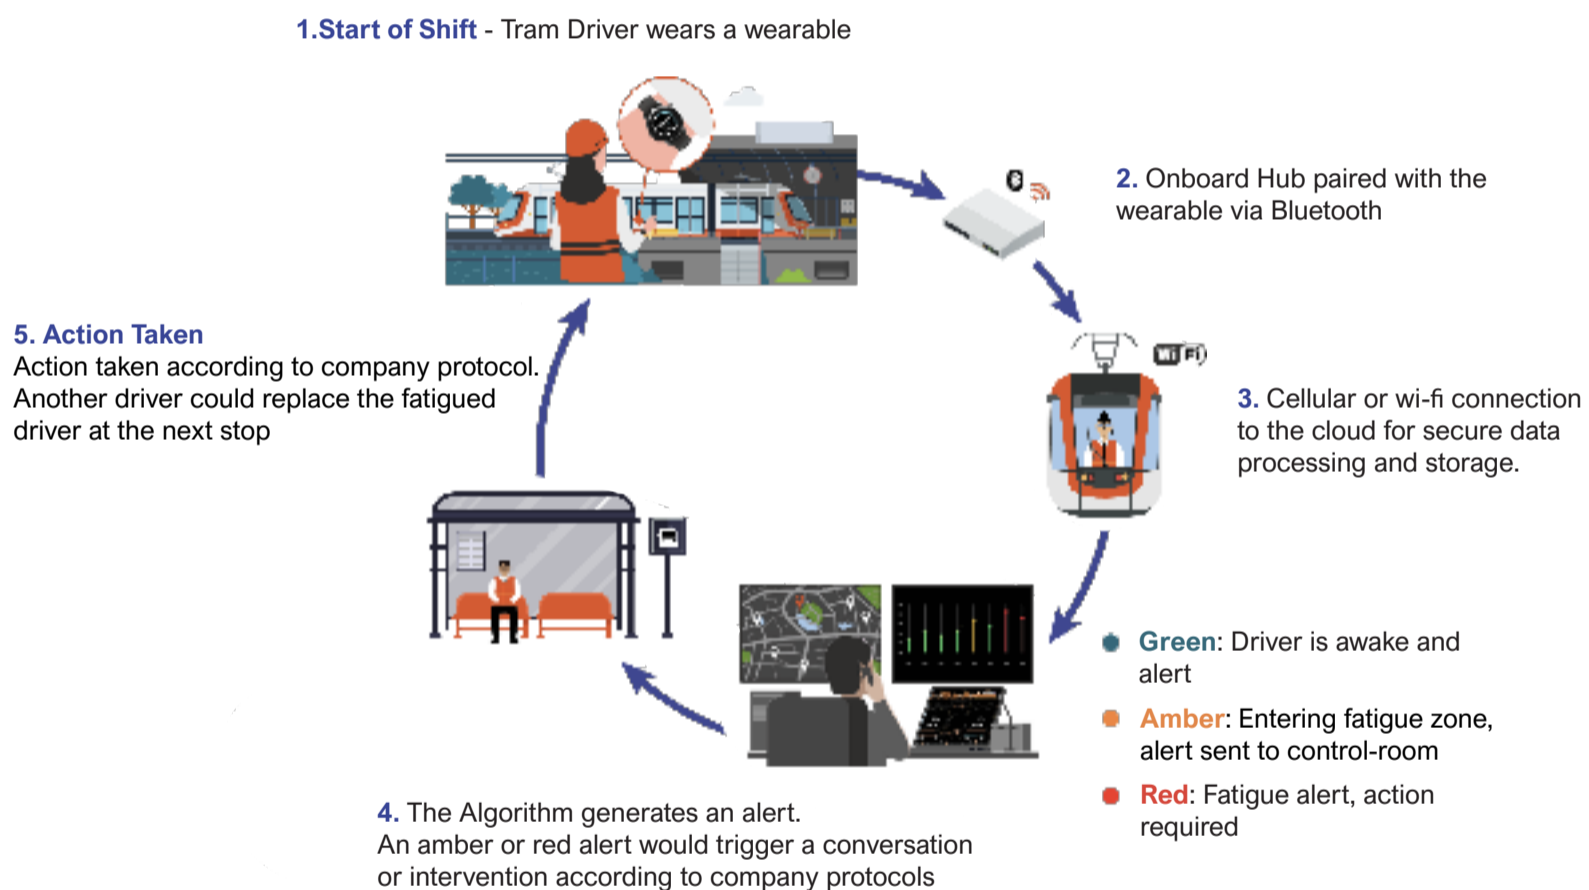 1.Start of Shift - Tram Driver wears a wearable
2. Onboard Hub paired with the
wearable via Bluetooth
Wi Fi
3. Cellular or wi-fi connection
to the cloud for secure data
processing and storage.
Green: Driver is awake and
alert
Amber: Entering fatigue zone,
alert sent to control-room
Red: Fatigue alert, action
required
4. The Algorithm generates an alert.
An amber or red alert would trigger a conversation
or intervention according to company protocols
5. Action Taken
Action taken according to company protocol.
Another driver could replace the fatigued
driver at the next stop